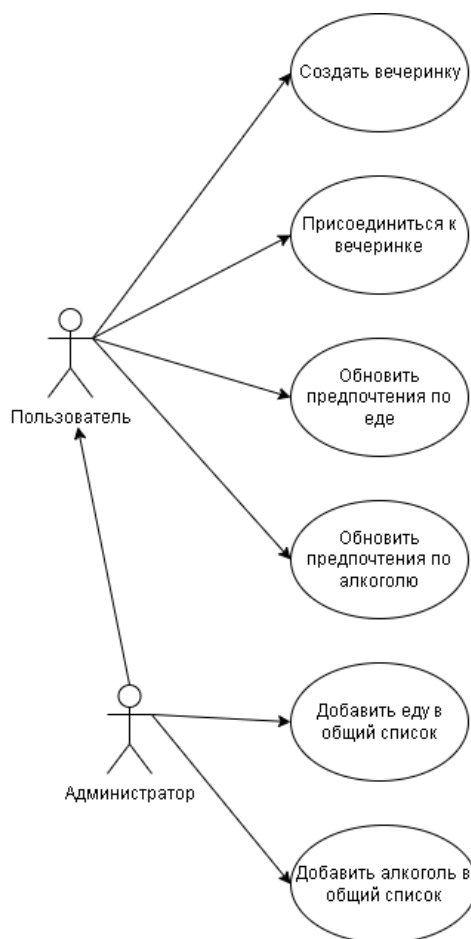 Создать вечеринку
Присоединиться к
вечеринке
Обновить
предпочтения по
еде
Пользователь
Обновить
предпочтения по
алкоголю
Добавить еду в
общий список
Администратор
Добавить алкоголь в
общий список